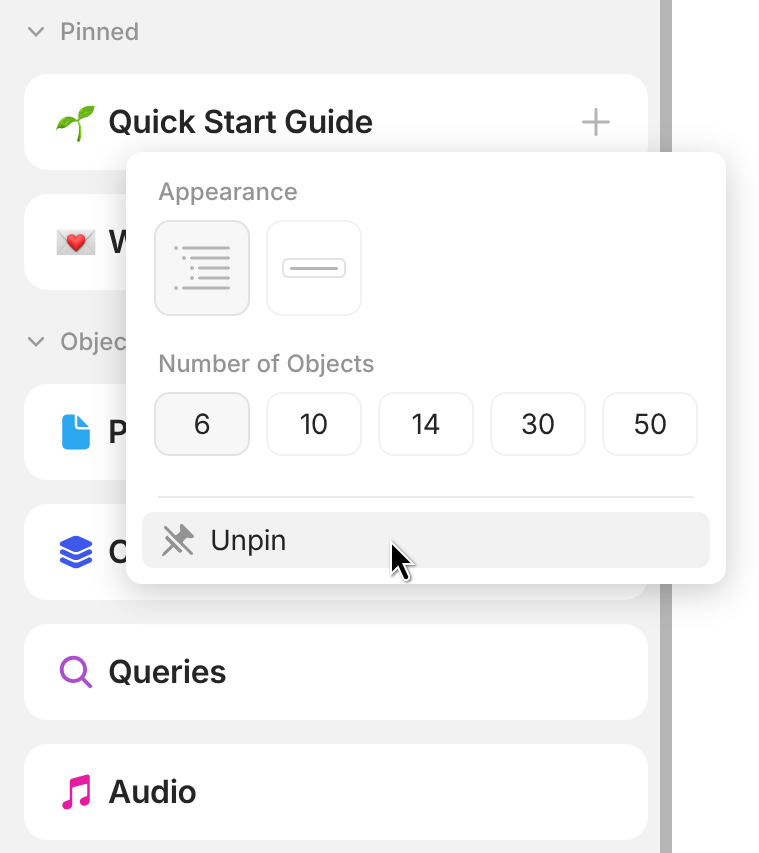 Pinned
Quick Start Guide
Appearance
Objec
Number of Objects
6 10 14 30 50
Unpin
Queries
Audio